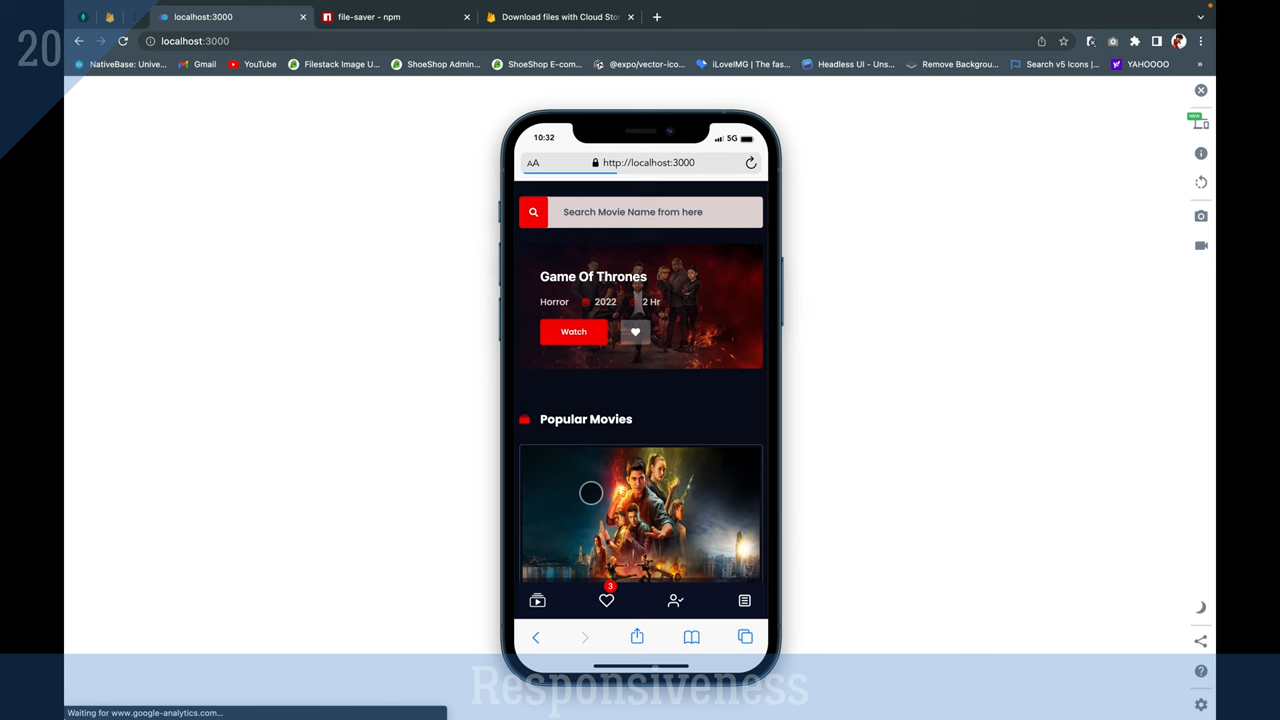 20
localhost:3000
file-saver - npm
Download files with Cloud Stor
localhost:3000
NativeBase: Unive...
Gmail
YouTube
Filestack Image U...
ShoeShop Admin,...
ShoeShop E-com...
@expo/vector-ico...
iLoveIMG | The fas...
Headless UI - Uns...
Remove Backgrou...
Search v5 Icons |...
YAHOOOO
»
NEW
10:32
5G
AA
http://localhost:3000
Search Movie Name from here
Game Of Thrones
Horror 2022 2 Hr
Watch
Popular Movies
3
Responsiveness
Waiting for www.google-analytics.com...